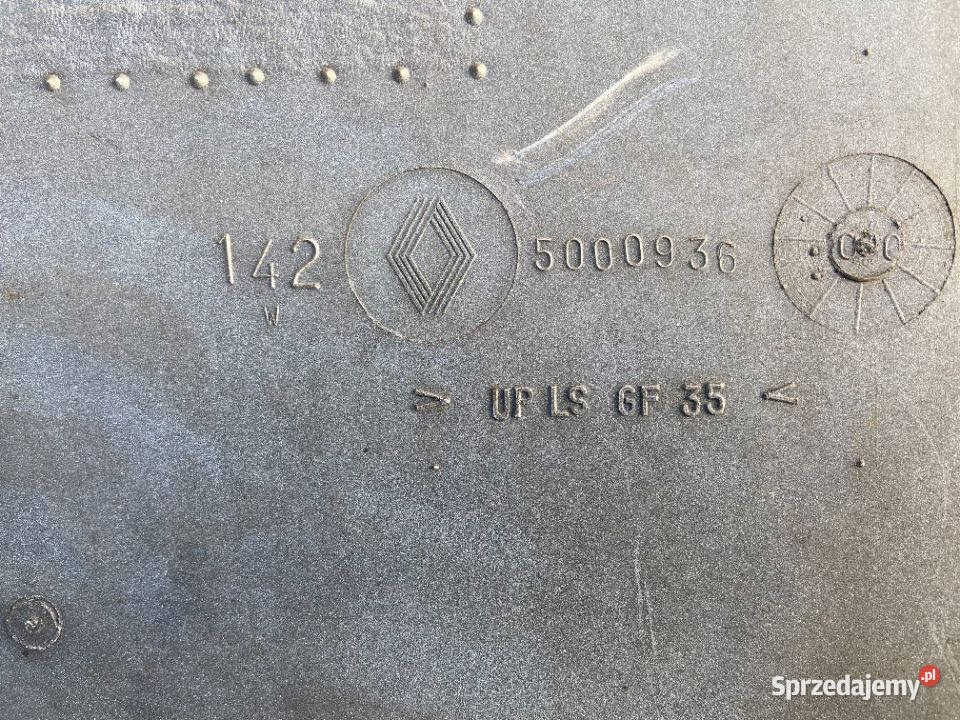 142 5000936
W
> UP LS GF 35 <
Sprzedajemy.pl